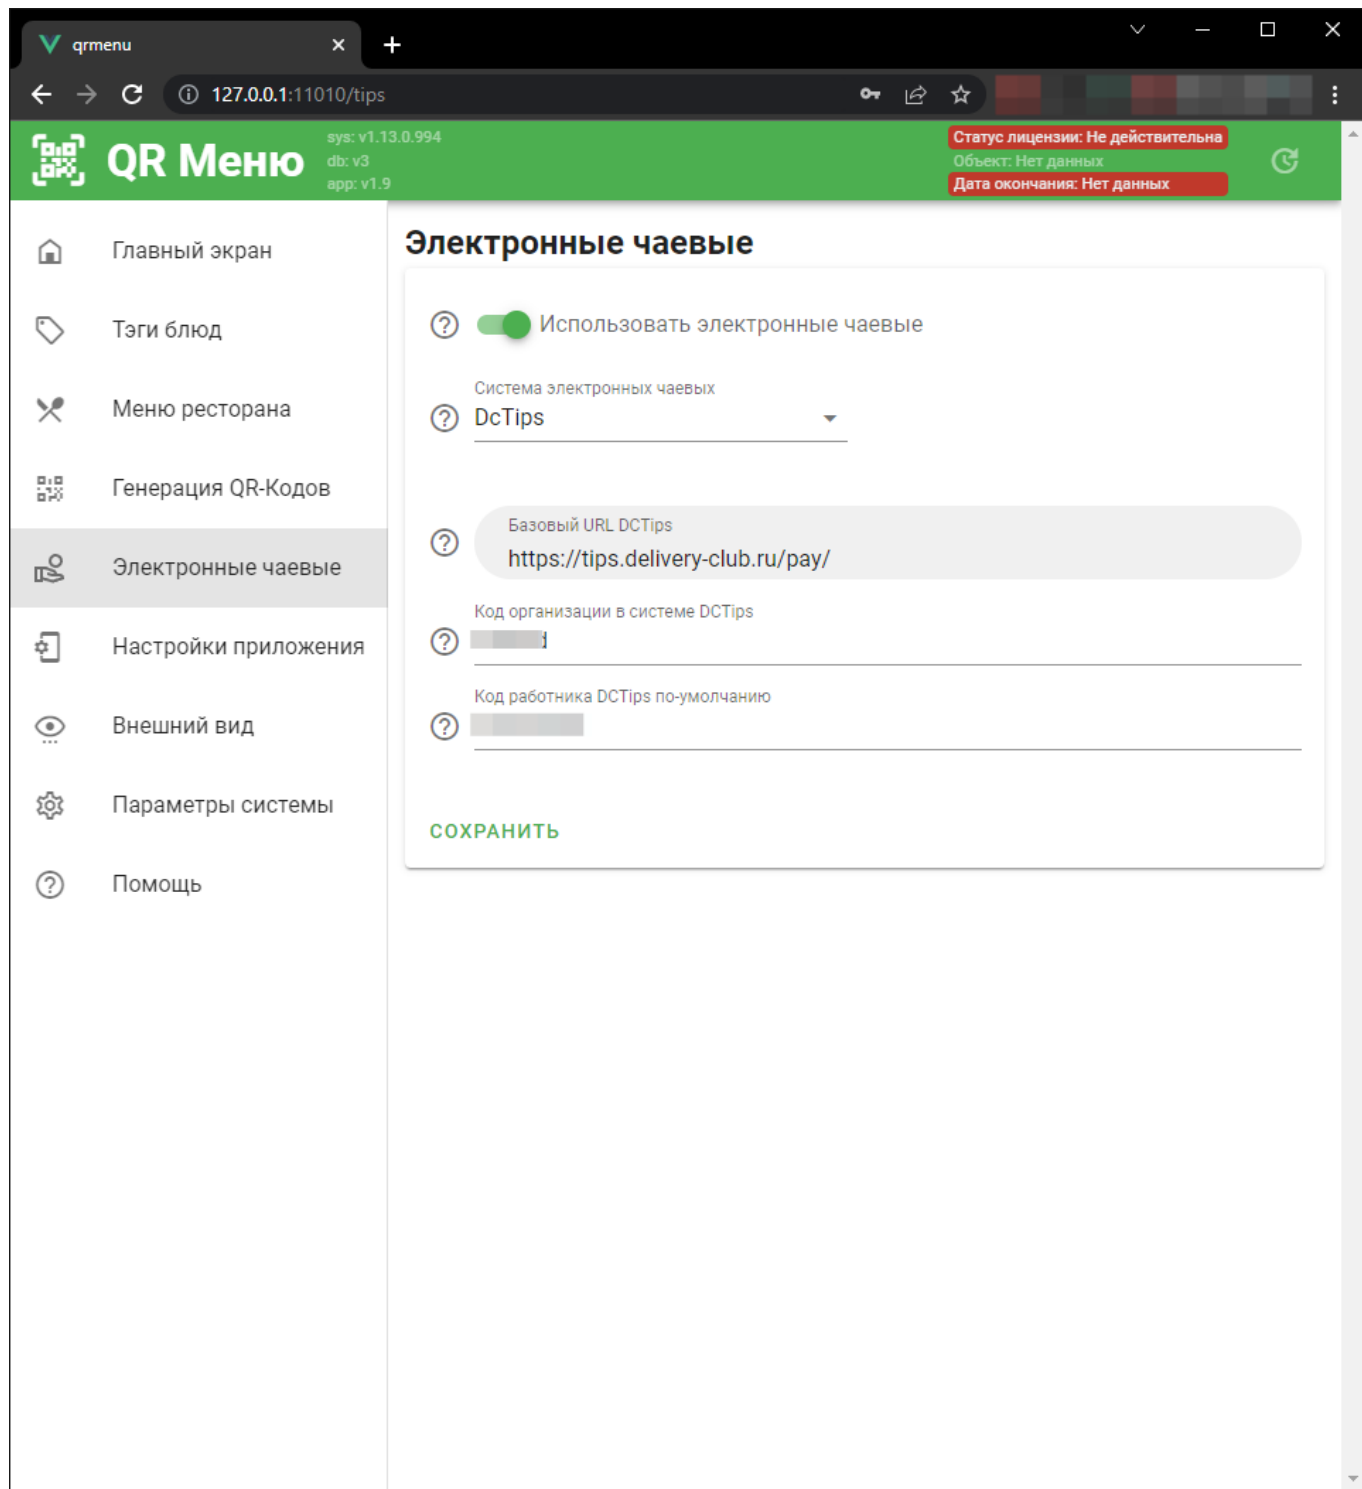 qrmenu
127.0.0.1:11010/tips
QR Меню
sys: v1.13.0.994
db: v3
app: v1.9
Статус лицензии: Не действительна
Объект: Нет данных
Дата окончания: Нет данных
Главный экран
Тэги блюд
Меню ресторана
Генерация QR-Кодов
Электронные чаевые
Настройки приложения
Внешний вид
Параметры системы
Помощь
Электронные чаевые
Использовать электронные чаевые
Система электронных чаевых
DcTips
Базовый URL DCTips
https://tips.delivery-club.ru/pay/
Код организации в системе DCTips
Код работника DCTips по-умолчанию
СОХРАНИТЬ